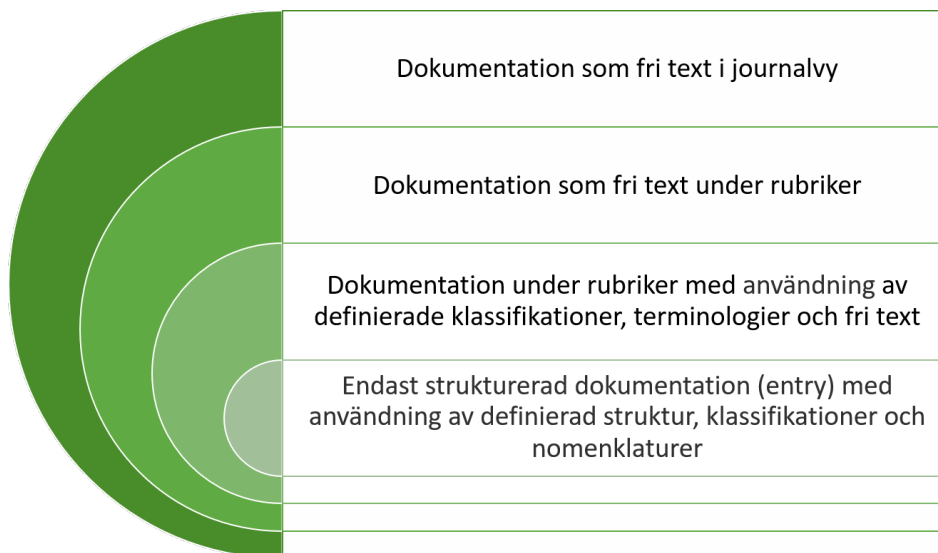 Dokumentation som fri text i journalvy
Dokumentation som fri text under rubriker
Dokumentation under rubriker med användning av
definierade klassifikationer, terminologier och fri text
Endast strukturerad dokumentation (entry) med
användning av definierad struktur, klassifikationer och
nomenklaturer